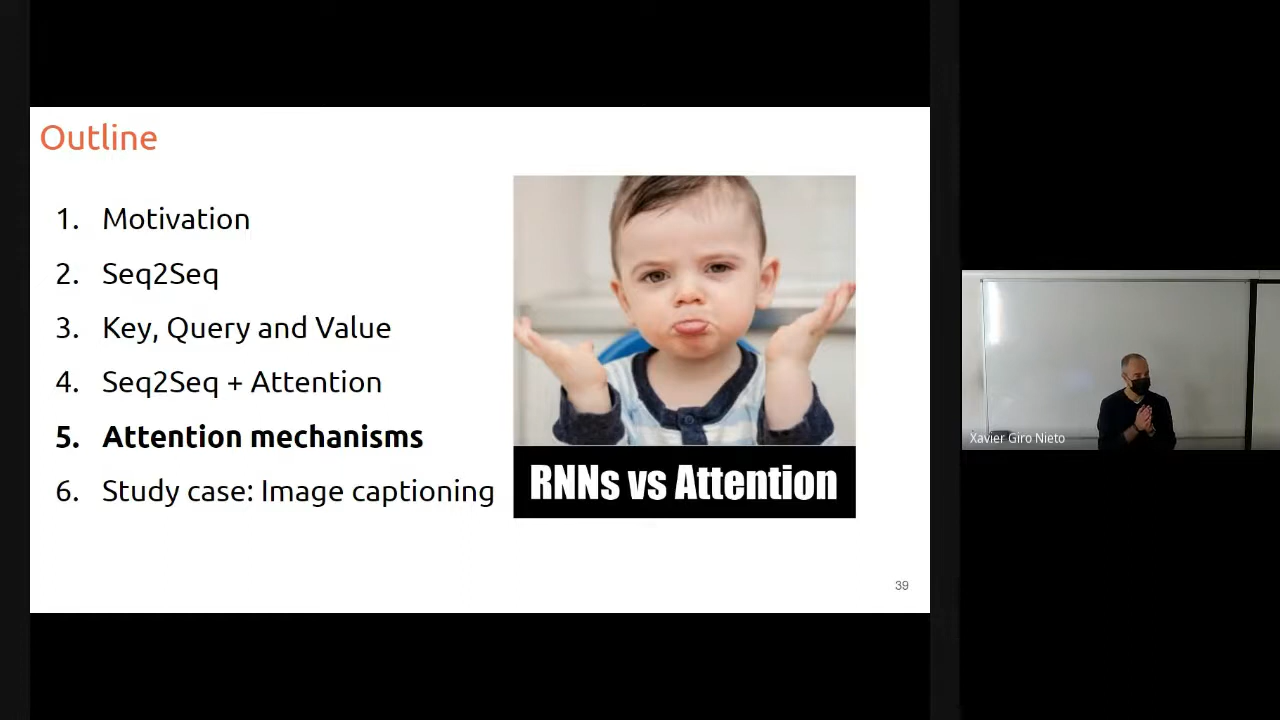 Outline
1. Motivation
2. Seq2Seq
3. Key, Query and Value
4. Seq2Seq + Attention
5. Attention mechanisms
6. Study case: Image captioning
RNNs vs Attention
39
Xavier Giro Nieto